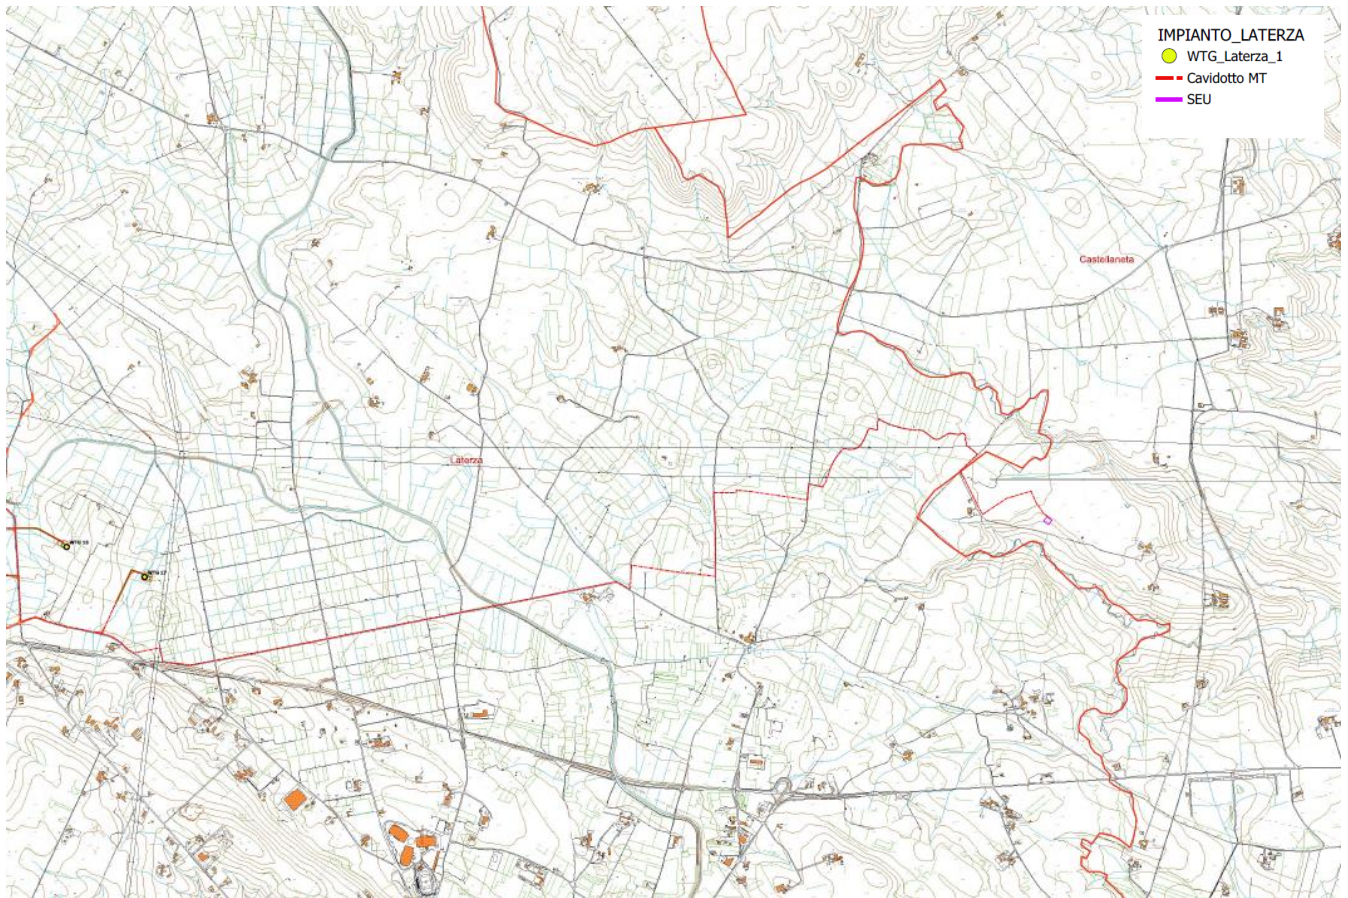 IMPIANTO_LATERZA
WTG_Laterza_1
Cavidotto MT
SEU
Castellaneta
Laterza